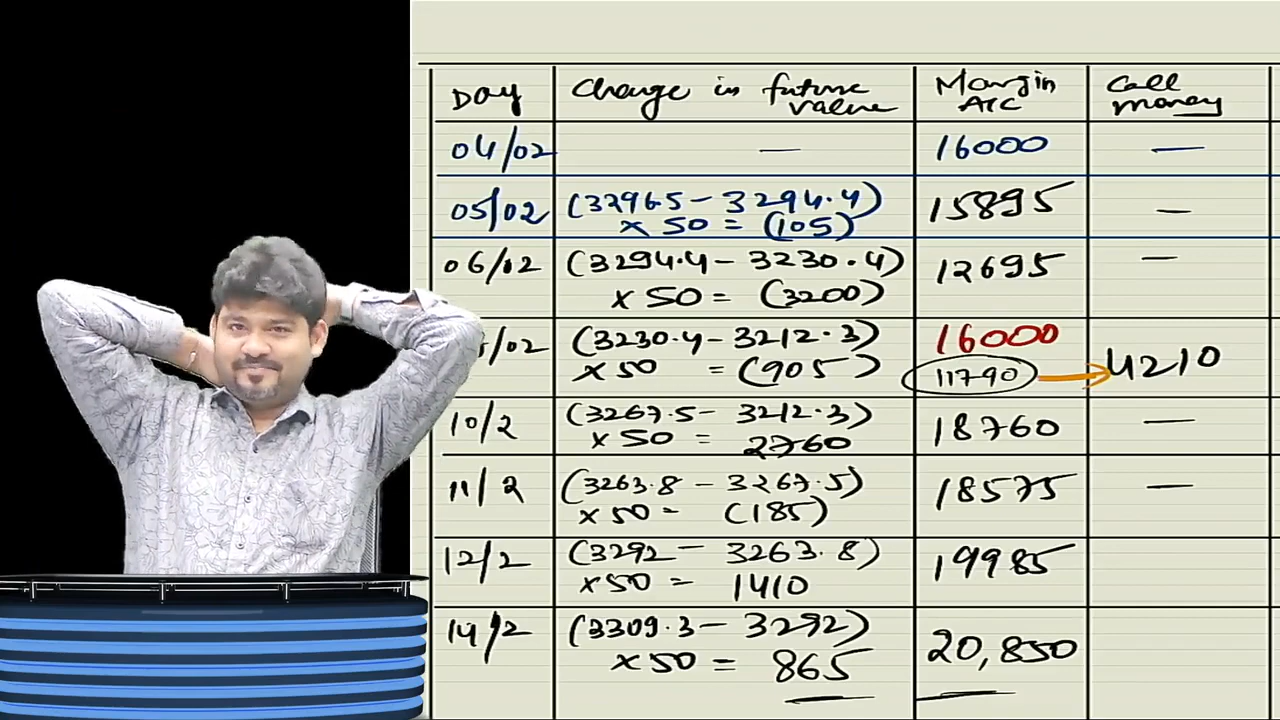 Day Change in future value Margin A/C Call money
04/02 — 16000 —
05/02 (3296.5 - 3294.4) 15895 —
x 50 = (105)
06/02 (3294.4 - 3230.4) 12695 —
x 50 = (3200)
/02 (3230.4 - 3212.3) 16000
x 50 = (905) 11790 → 4210
10/2 (3267.5 - 3212.3) 18760 —
x 50 = 2760
11/2 (3263.8 - 3267.5) 18575 —
x 50 = (185)
12/2 (3292 - 3263.8) 19985
x 50 = 1410
14/2 (3309.3 - 3292) 20,850
x 50 = 865